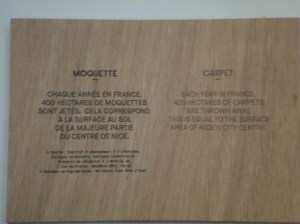 MOQUETTE
CHAQUE ANNÉE EN FRANCE,
400 HECTARES DE MOQUETTES
SONT JETÉS. CELA CORRESPOND
À LA SURFACE AU SOL
DE LA MAJEURE PARTIE
DU CENTRE DE NICE.
CARPET
EACH YEAR IN FRANCE,
400 HECTARES OF CARPETS
ARE THROWN AWAY.
THIS IS EQUAL TO THE SURFACE
AREA OF NICE'S CITY CENTRE.